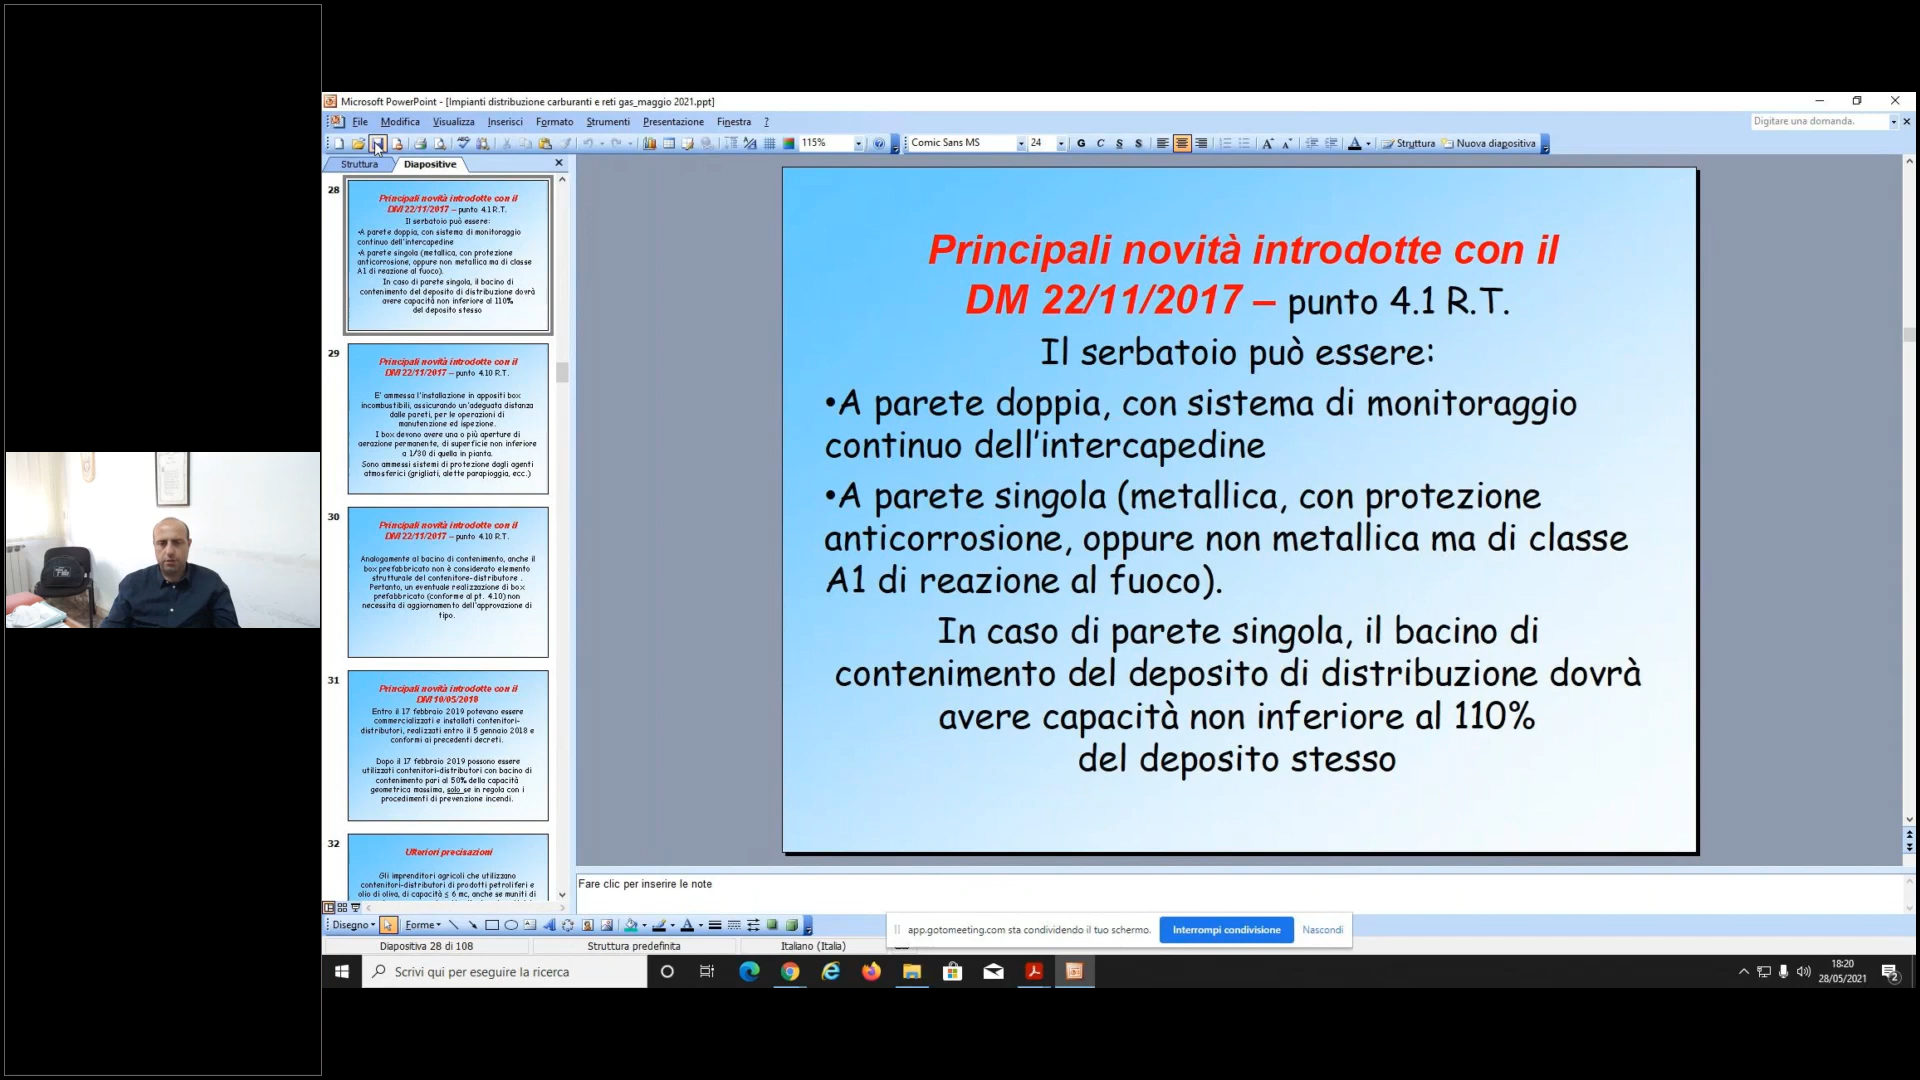 Microsoft PowerPoint - [Impianti distribuzione carburanti e reti gas_maggio 2021.ppt]
File Modifica Visualizza Inserisci Formato Strumenti Presentazione Finestra ?
Digitare una domanda.
115%
Comic Sans MS
24
G C S S
Struttura
Nuova diapositiva
Struttura
Diapositive
28
Principali novità introdotte con il
DM 22/11/2017 – punto 4.1 R.T.
Il serbatoio può essere:
•A parete doppia, con sistema di monitoraggio
continuo dell'intercapedine
•A parete singola (metallica, con protezione
anticorrosione, oppure non metallica ma di classe
A1 di reazione al fuoco).
In caso di parete singola, il bacino di
contenimento del deposito di distribuzione dovrà
avere capacità non inferiore al 110%
del deposito stesso
29
Principali novità introdotte con il
DM 22/11/2017 – punto 4.10 R.T.
E' ammessa l'installazione in appositi box
incombustibili, assicurando un'adeguata distanza
dalle pareti, per le operazioni di
manutenzione ed ispezione.
I box devono avere una o più aperture di
aerazione permanente, di superficie non inferiore
a 1/30 di quella in pianta.
Sono ammessi sistemi di protezione dagli agenti
atmosferici (grigliati, alette parapioggia, ecc.)
30
Principali novità introdotte con il
DM 22/11/2017 – punto 4.10 R.T.
Analogamente al bacino di contenimento, anche il
box prefabbricato non è considerato elemento
strutturale del contenitore-distributore .
Pertanto, un eventuale realizzazione di box
prefabbricato (conforme al pt. 4.10) non
necessita di aggiornamento dell'approvazione di
tipo.
31
Principali novità introdotte con il
DM 10/05/2018
Entro il 17 febbraio 2019 potevano essere
commercializzati e installati contenitori-
distributori, realizzati entro il 5 gennaio 2018 e
conformi ai precedenti decreti.
Dopo il 17 febbraio 2019 possono essere
utilizzati contenitori-distributori con bacino di
contenimento pari al 50% della capacità
geometrica massima, solo se in regola con i
procedimenti di prevenzione incendi.
32
Ulteriori precisazioni
Gli imprenditori agricoli che utilizzano
contenitori-distributori di prodotti petroliferi e
olio di oliva, di capacità ≤ 6 mc, anche se muniti di
Principali novità introdotte con il
DM 22/11/2017 – punto 4.1 R.T.
Il serbatoio può essere:
•A parete doppia, con sistema di monitoraggio
continuo dell'intercapedine
•A parete singola (metallica, con protezione
anticorrosione, oppure non metallica ma di classe
A1 di reazione al fuoco).
In caso di parete singola, il bacino di
contenimento del deposito di distribuzione dovrà
avere capacità non inferiore al 110%
del deposito stesso
Fare clic per inserire le note
Disegno
Forme
app.gotomeeting.com sta condividendo il tuo schermo.
Interrompi condivisione
Nascondi
Diapositiva 28 di 108
Struttura predefinita
Italiano (Italia)
Scrivi qui per eseguire la ricerca
18:20
28/05/2021
2